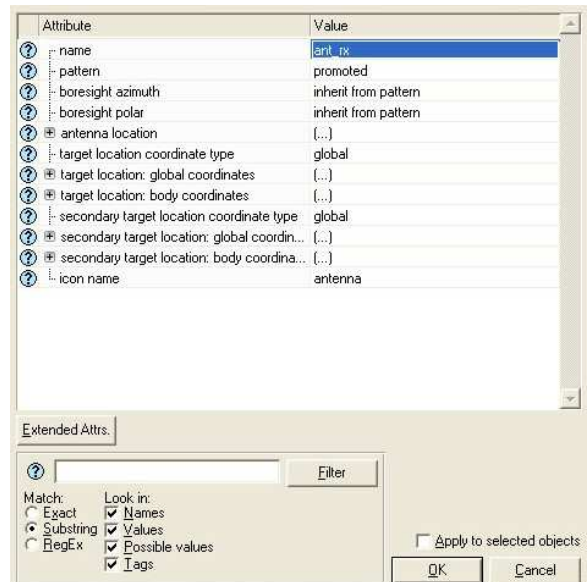 Attribute Value
name ant_rx
pattern promoted
boresight azimuth inherit from pattern
boresight polar inherit from pattern
antenna location (...)
target location coordinate type global
target location: global coordinates (...)
target location: body coordinates (...)
secondary target location coordinate type global
secondary target location: global coordin... (...)
secondary target location: body coordina... (...)
icon name antenna
Extended Attrs.
Filter
Match: Look in:
Exact Names
Substring Values
RegEx Possible values
Tags
Apply to selected objects
OK Cancel